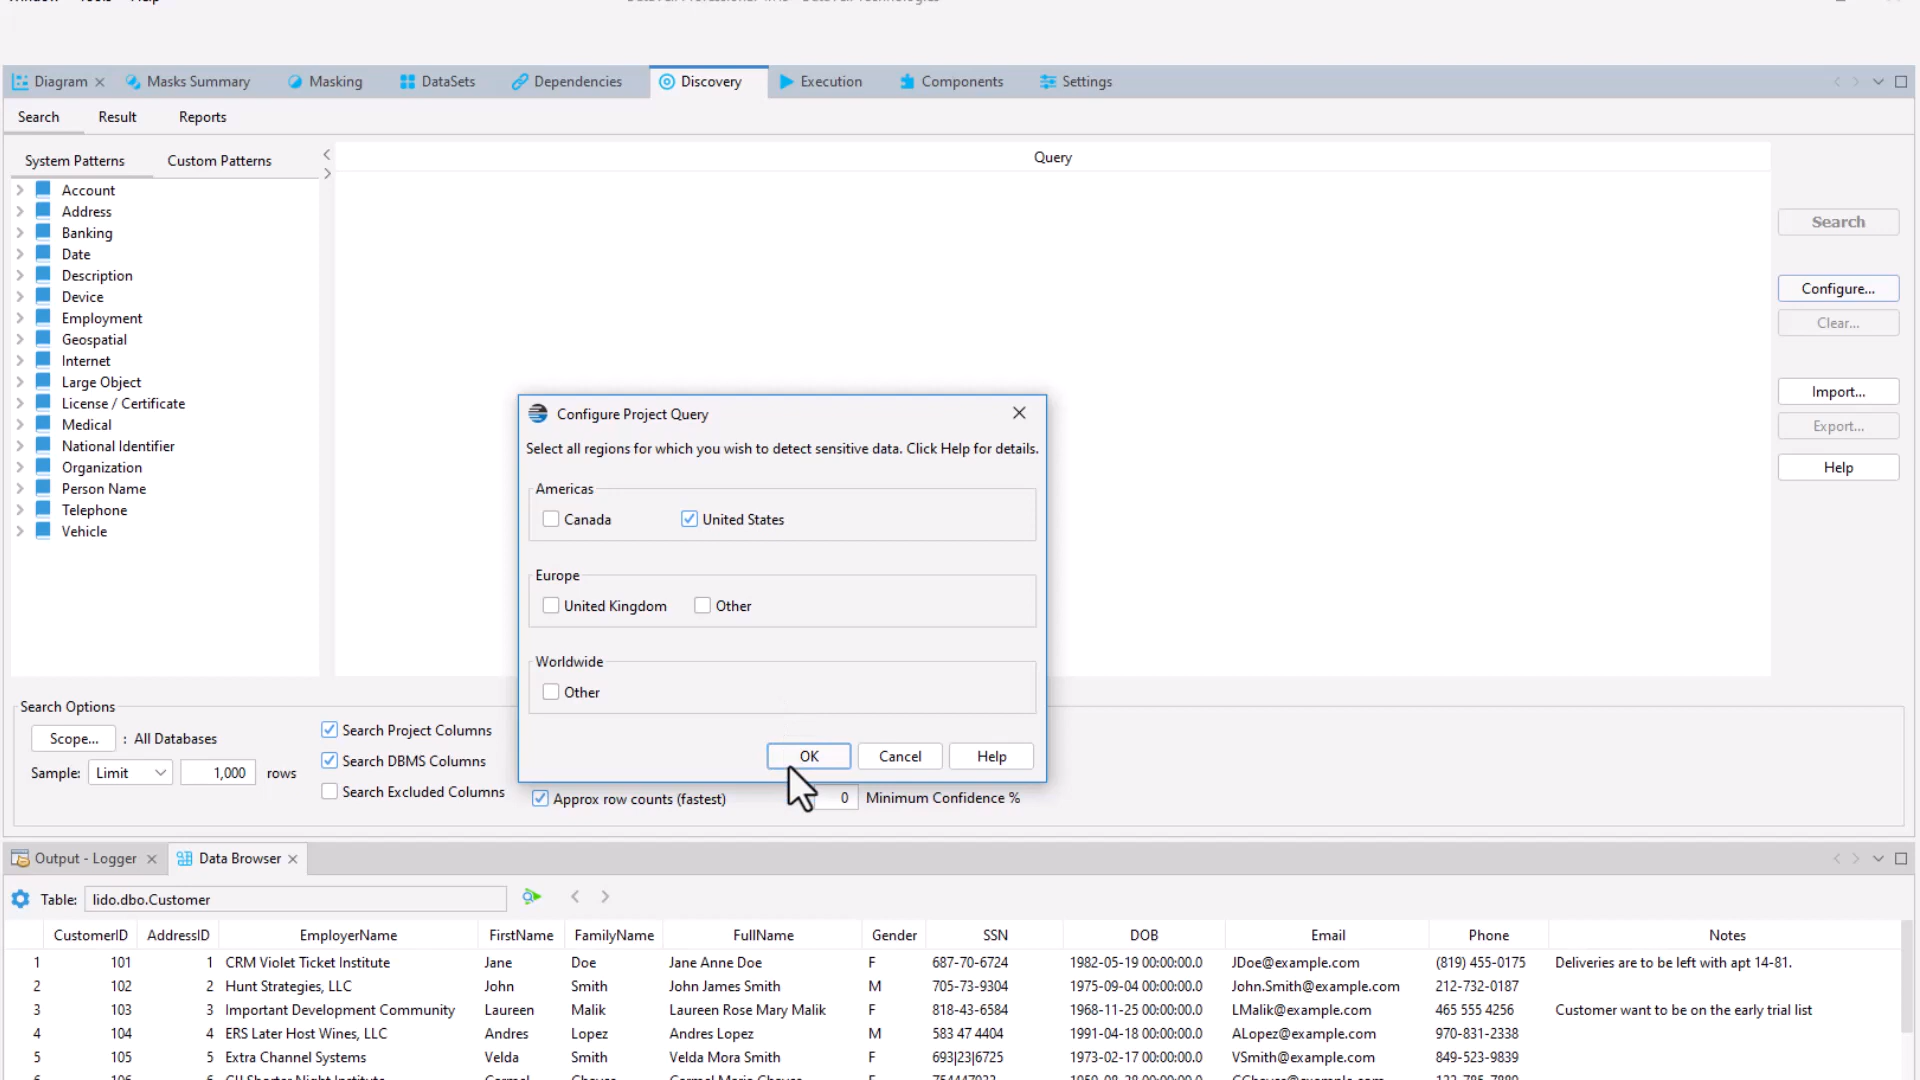 Window Tools Help
Diagram Masks Summary Masking DataSets Dependencies Discovery Execution Components Settings
Search Result Reports
System Patterns Custom Patterns
Query
Account
Address
Banking
Date
Description
Device
Employment
Geospatial
Internet
Large Object
License / Certificate
Medical
National Identifier
Organization
Person Name
Telephone
Vehicle
Search
Configure...
Clear...
Import...
Export...
Help
Configure Project Query
Select all regions for which you wish to detect sensitive data. Click Help for details.
Americas
Canada United States
Europe
United Kingdom Other
Worldwide
Other
OK Cancel Help
Search Options
Scope... : All Databases
Sample: Limit 1,000 rows
Search Project Columns
Search DBMS Columns
Search Excluded Columns
Approx row counts (fastest) 0 Minimum Confidence %
Output - Logger Data Browser
Table: lido.dbo.Customer
CustomerID AddressID EmployerName FirstName FamilyName FullName Gender SSN DOB Email Phone Notes
1 101 1 CRM Violet Ticket Institute Jane Doe Jane Anne Doe F 687-70-6724 1982-05-19 00:00:00.0 JDoe@example.com (819) 455-0175 Deliveries are to be left with apt 14-81.
2 102 2 Hunt Strategies, LLC John Smith John James Smith M 705-73-9304 1975-09-04 00:00:00.0 John.Smith@example.com 212-732-0187
3 103 3 Important Development Community Laureen Malik Laureen Rose Mary Malik F 818-43-6584 1968-11-25 00:00:00.0 LMalik@example.com 465 555 4256 Customer want to be on the early trial list
4 104 4 ERS Later Host Wines, LLC Andres Lopez Andres Lopez M 583 47 4404 1991-04-18 00:00:00.0 ALopez@example.com 970-831-2338
5 105 5 Extra Channel Systems Velda Smith Velda Mora Smith F 693|23|6725 1973-02-17 00:00:00.0 VSmith@example.com 849-523-9839